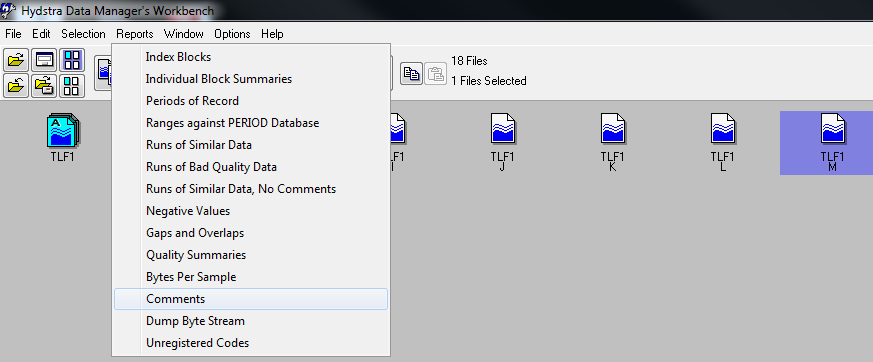 Hydstra Data Manager's Workbench
File Edit Selection Reports Window Options Help
18 Files
1 Files Selected
Index Blocks
Individual Block Summaries
Periods of Record
Ranges against PERIOD Database
Runs of Similar Data
Runs of Bad Quality Data
Runs of Similar Data, No Comments
Negative Values
Gaps and Overlaps
Quality Summaries
Bytes Per Sample
Comments
Dump Byte Stream
Unregistered Codes
A
TLF1
TLF1
J
TLF1
K
TLF1
L
TLF1
M